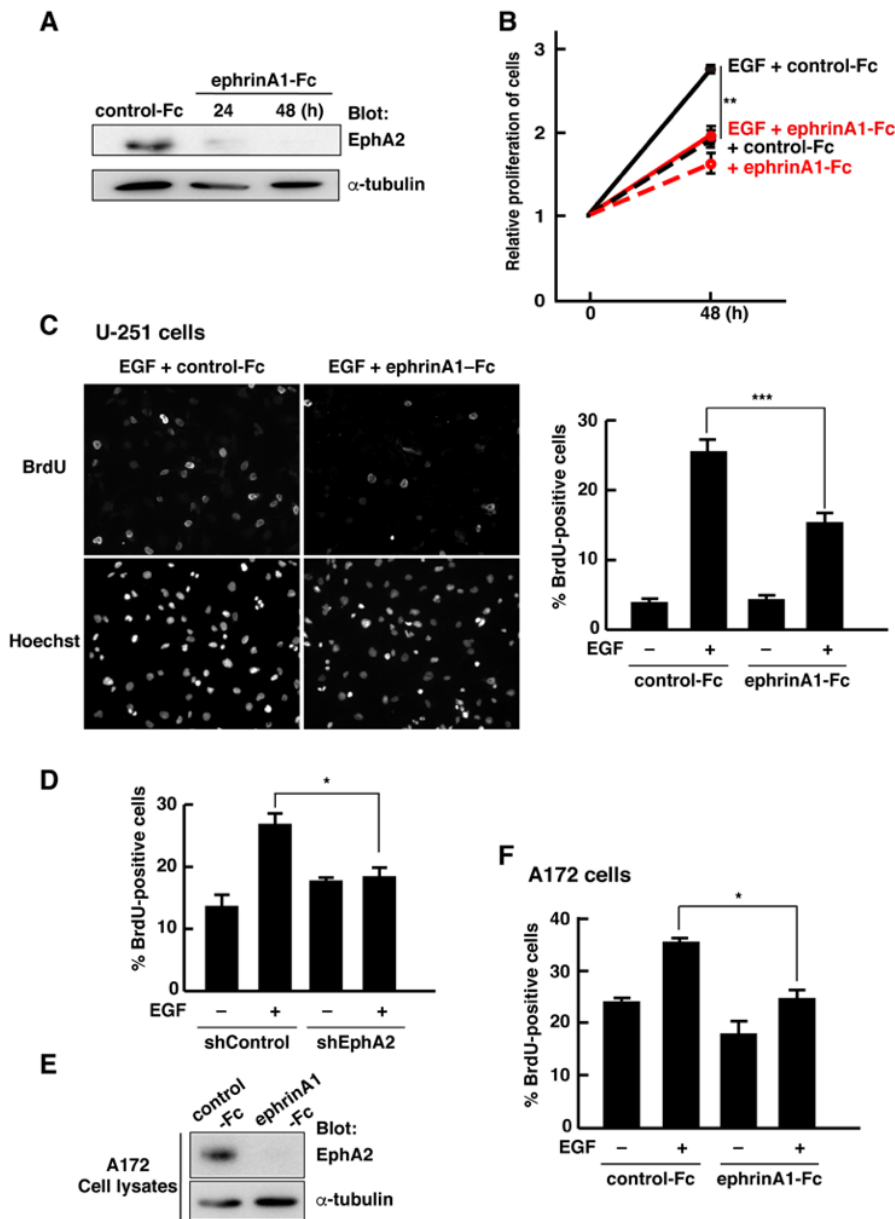 A
ephrinA1-Fc
control-Fc 24 48 (h) Blot:
EphA2
α-tubulin
B
Relative proliferation of cells
3
2
1
0
0 48 (h)
EGF + control-Fc
**
EGF + ephrinA1-Fc
+ control-Fc
+ ephrinA1-Fc
C U-251 cells
EGF + control-Fc EGF + ephrinA1–Fc
BrdU
Hoechst
% BrdU-positive cells
30
20
10
0
***
EGF – + – +
control-Fc ephrinA1-Fc
D
% BrdU-positive cells
30
20
10
0
*
EGF – + – +
shControl shEphA2
E
control -Fc ephrinA1 -Fc
Blot:
EphA2
α-tubulin
A172
Cell lysates
F A172 cells
% BrdU-positive cells
40
30
20
10
0
*
EGF – + – +
control-Fc ephrinA1-Fc